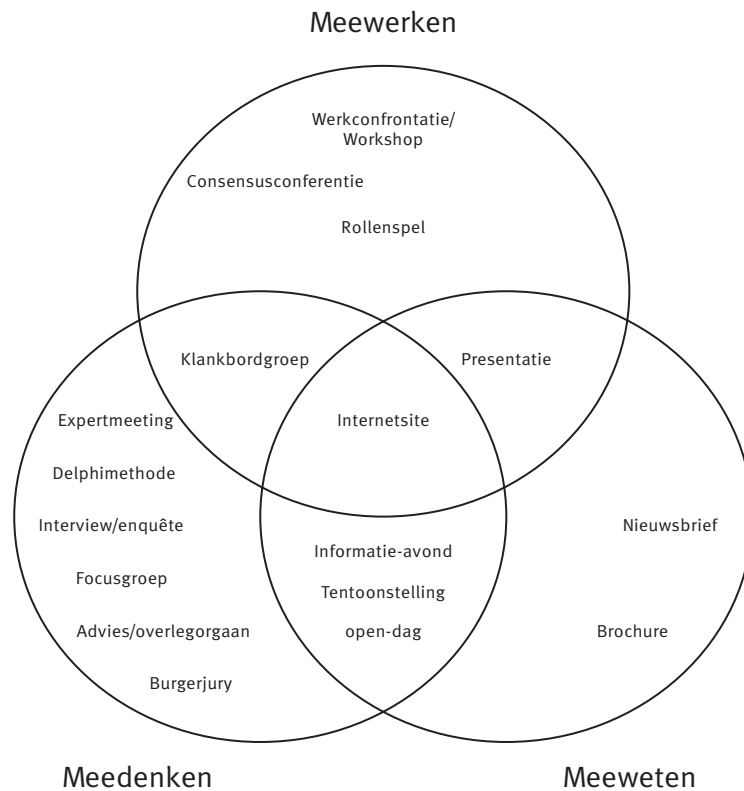 Meewerken
Werkconfrontatie/
Workshop
Consensusconferentie
Rollenspel
Klankbordgroep
Presentatie
Expertmeeting
Internetsite
Delphimethode
Interview/enquête
Nieuwsbrief
Informatie-avond
Focusgroep
Tentoonstelling
Advies/overlegorgaan
open-dag
Brochure
Burgerjury
Meedenken
Meeweten